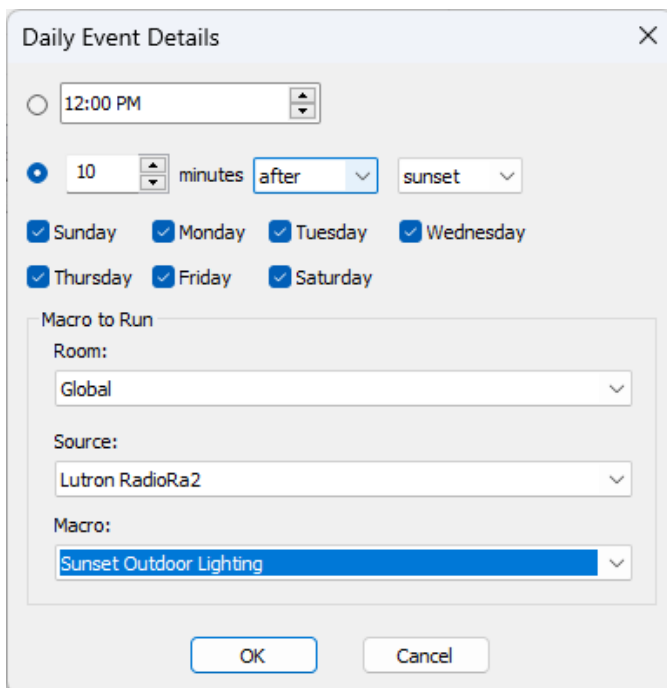 Daily Event Details
12:00 PM
10 minutes after sunset
Sunday Monday Tuesday Wednesday
Thursday Friday Saturday
Macro to Run
Room:
Global
Source:
Lutron RadioRa2
Macro:
Sunset Outdoor Lighting
OK Cancel